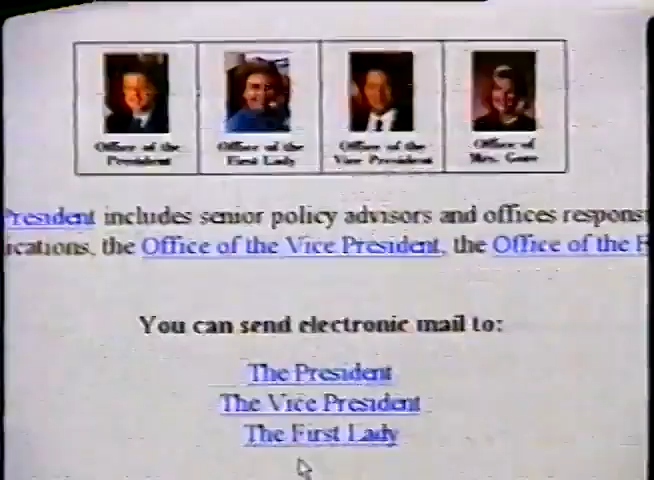 Office of the President
Office of the First Lady
Office of the Vice President
Office of Mrs. Gore
President includes senior policy advisors and offices respons
ications, the Office of the Vice President, the Office of the F
You can send electronic mail to:
The President
The Vice President
The First Lady